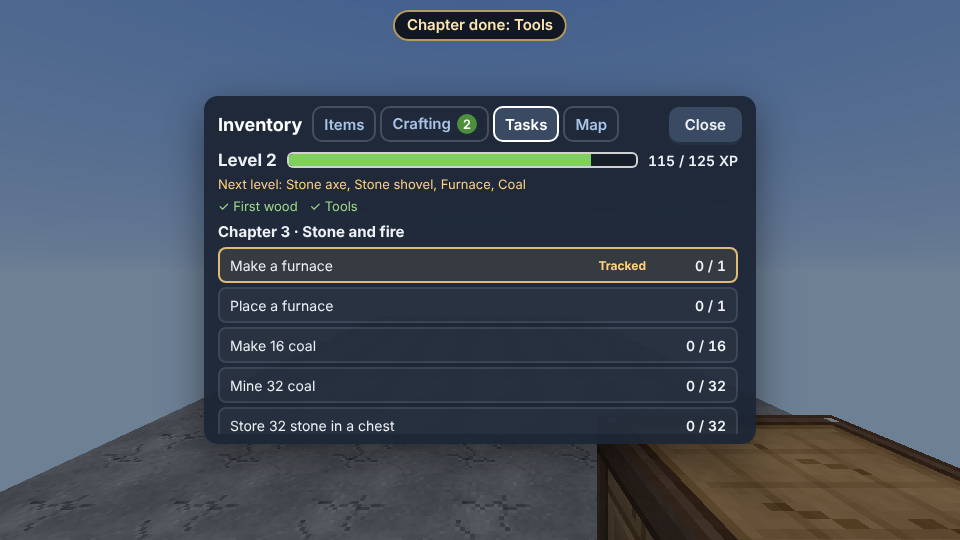 Chapter done: Tools
Inventory Items Crafting 2 Tasks Map Close
Level 2 115 / 125 XP
Next level: Stone axe, Stone shovel, Furnace, Coal
✓ First wood ✓ Tools
Chapter 3 · Stone and fire
Make a furnace Tracked 0 / 1
Place a furnace 0 / 1
Make 16 coal 0 / 16
Mine 32 coal 0 / 32
Store 32 stone in a chest 0 / 32